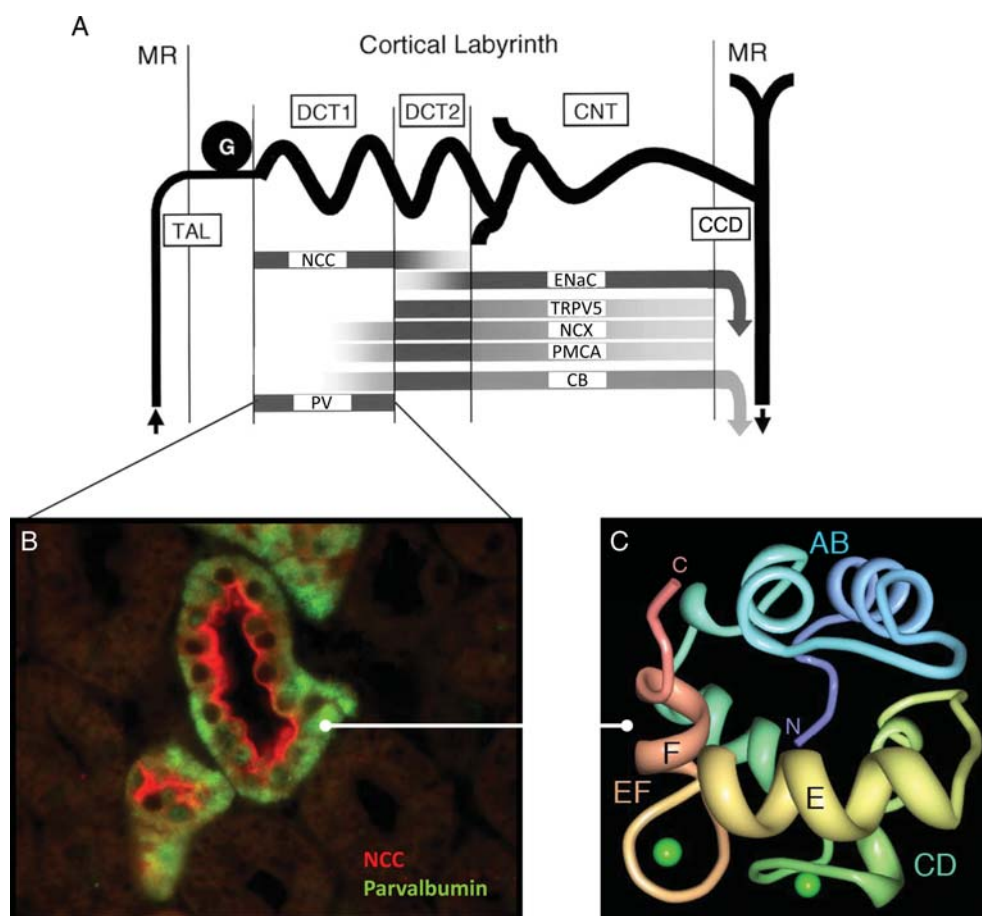 A
MR
Cortical Labyrinth
MR
DCT1
DCT2
CNT
G
TAL
CCD
NCC
ENaC
TRPV5
NCX
PMCA
CB
PV
B
NCC
Parvalbumin
C
AB
C
N
F
E
EF
CD